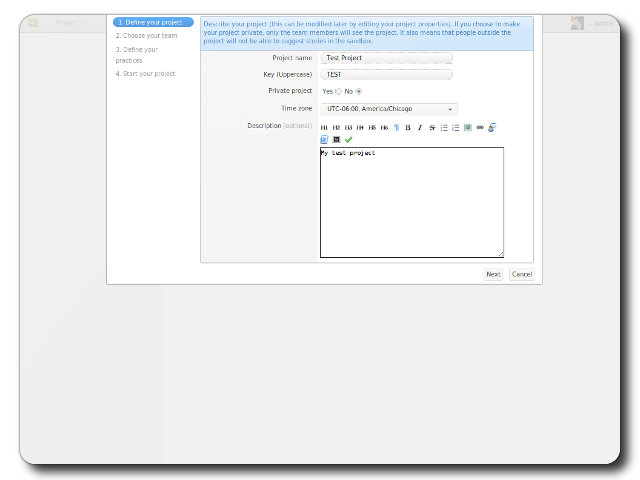 Project
Admin
1. Define your project
2. Choose your team
3. Define your
practices
4. Start your project
Describe your project (this can be modified later by editing your project properties). If you choose to make
your project private, only the team members will see the project. It also means that people outside the
project will not be able to suggest stories in the sandbox.
Project name
Test Project
Key (Uppercase)
TEST
Private project
Yes No
Time zone
UTC-06:00, America/Chicago
Description (optional)
H1 H2 H3 H4 H5 H6 ¶ B I S
My test project
Next Cancel